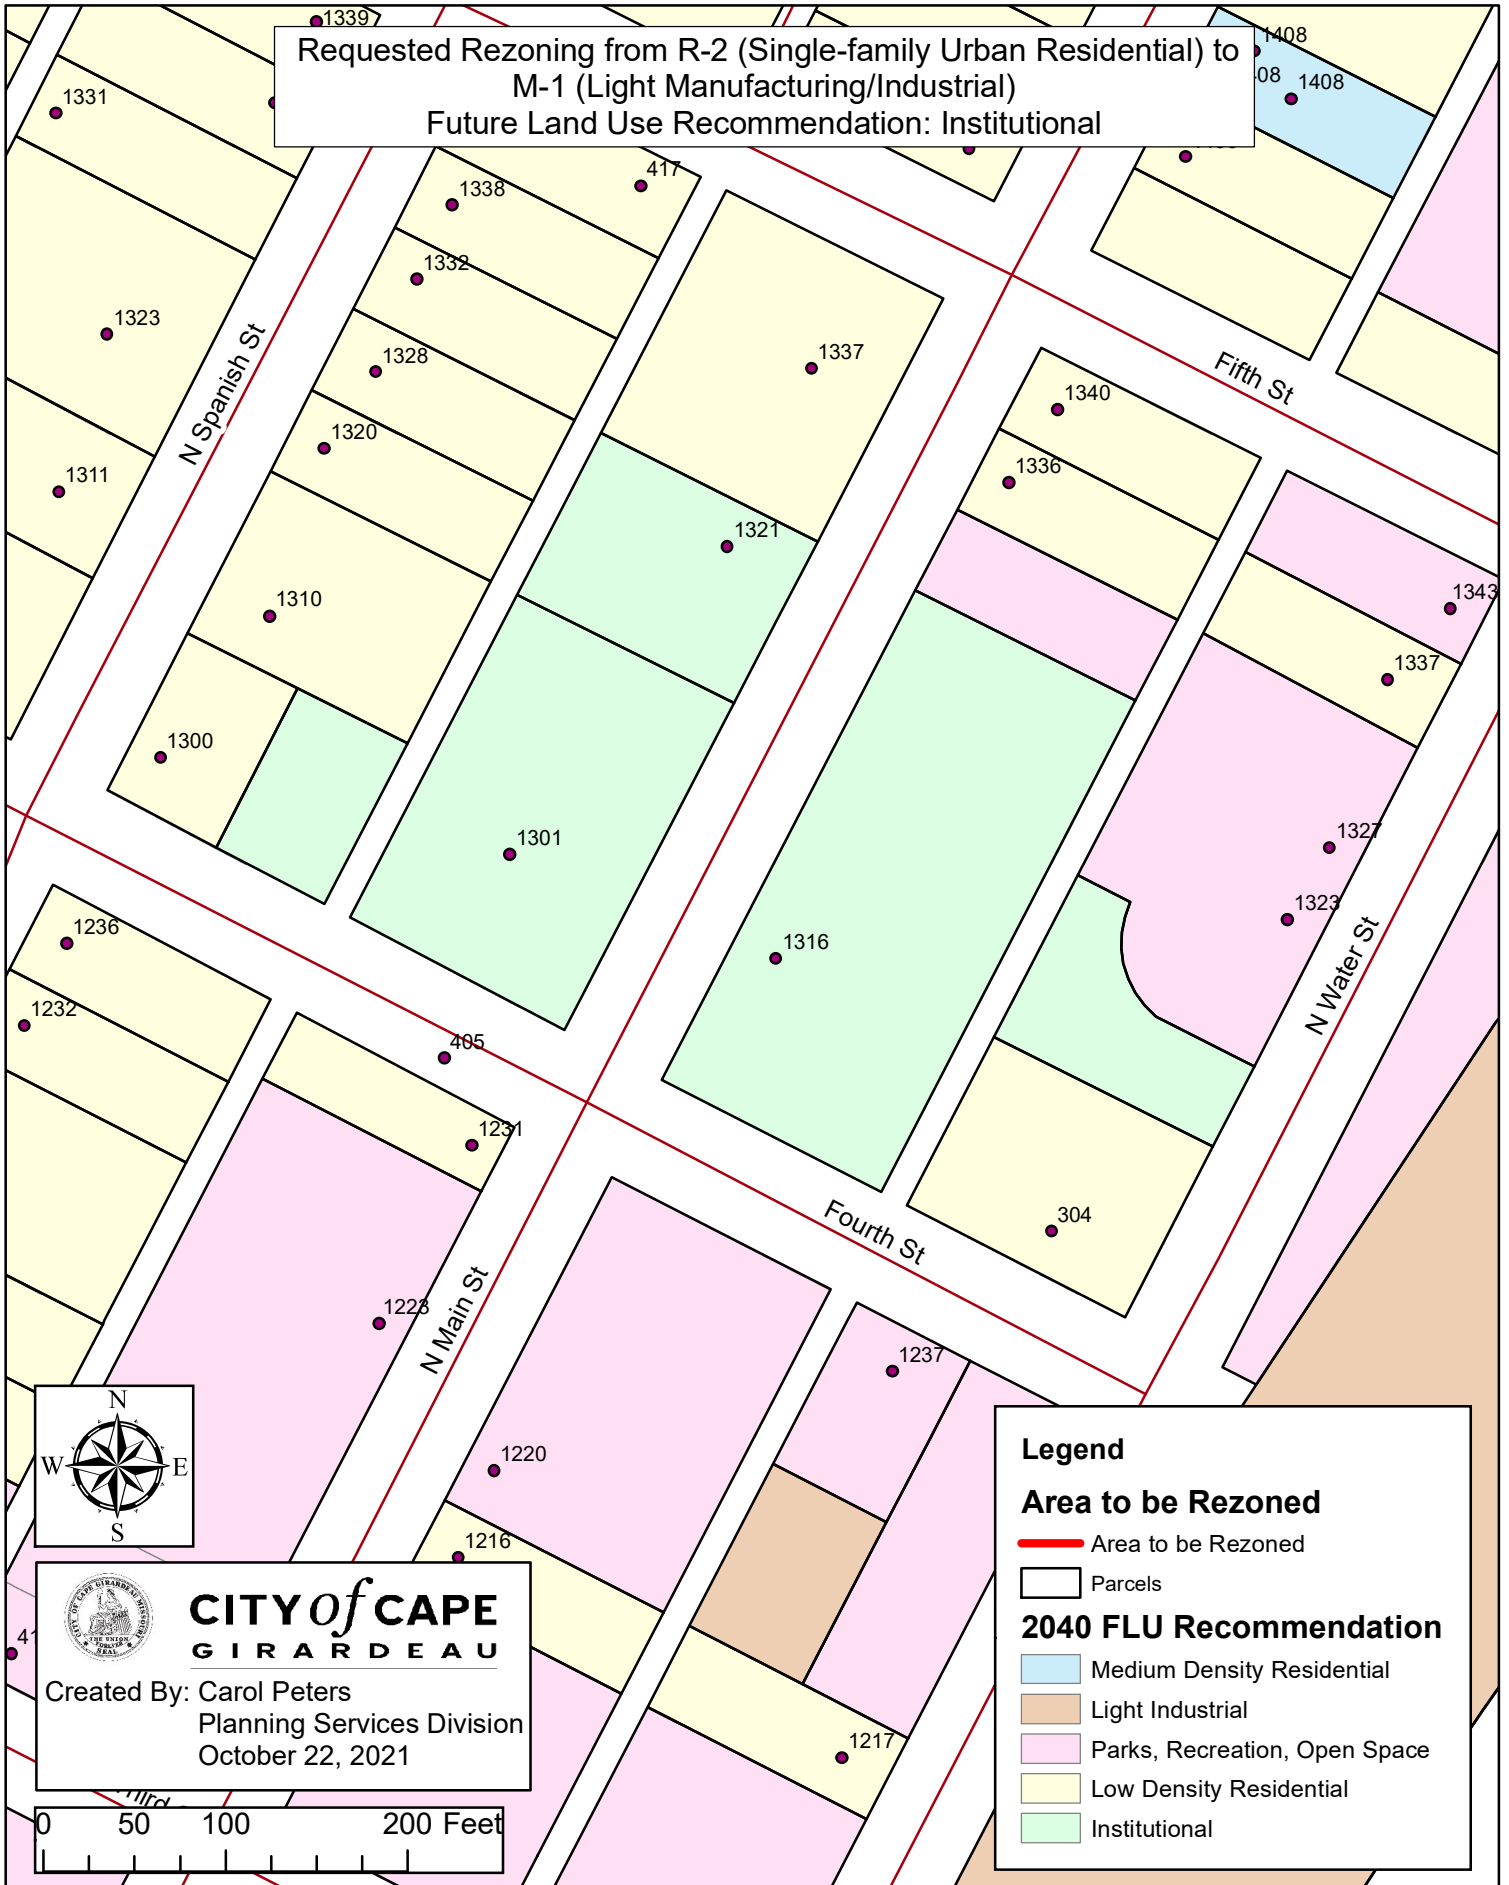 1339
Requested Rezoning from R-2 (Single-family Urban Residential) to
M-1 (Light Manufacturing/Industrial)
Future Land Use Recommendation: Institutional
1408
1408
1331
417
1338
1332
1323
1337
1328
Fifth St
N Spanish St
1340
1320
1336
1311
1321
1343
1310
1337
1300
1301
1327
1323
1236
1316
N Water St
1232
405
1231
304
Fourth St
1223
N Main St
1237
1220
1216
1217
N
W
E
S
CITY of CAPE
GIRARDEAU
CITY OF CAPE GIRARDEAU MISSOURI
Created By: Carol Peters
Planning Services Division
October 22, 2021
0 50 100 200 Feet
Legend
Area to be Rezoned
Area to be Rezoned
Parcels
2040 FLU Recommendation
Medium Density Residential
Light Industrial
Parks, Recreation, Open Space
Low Density Residential
Institutional